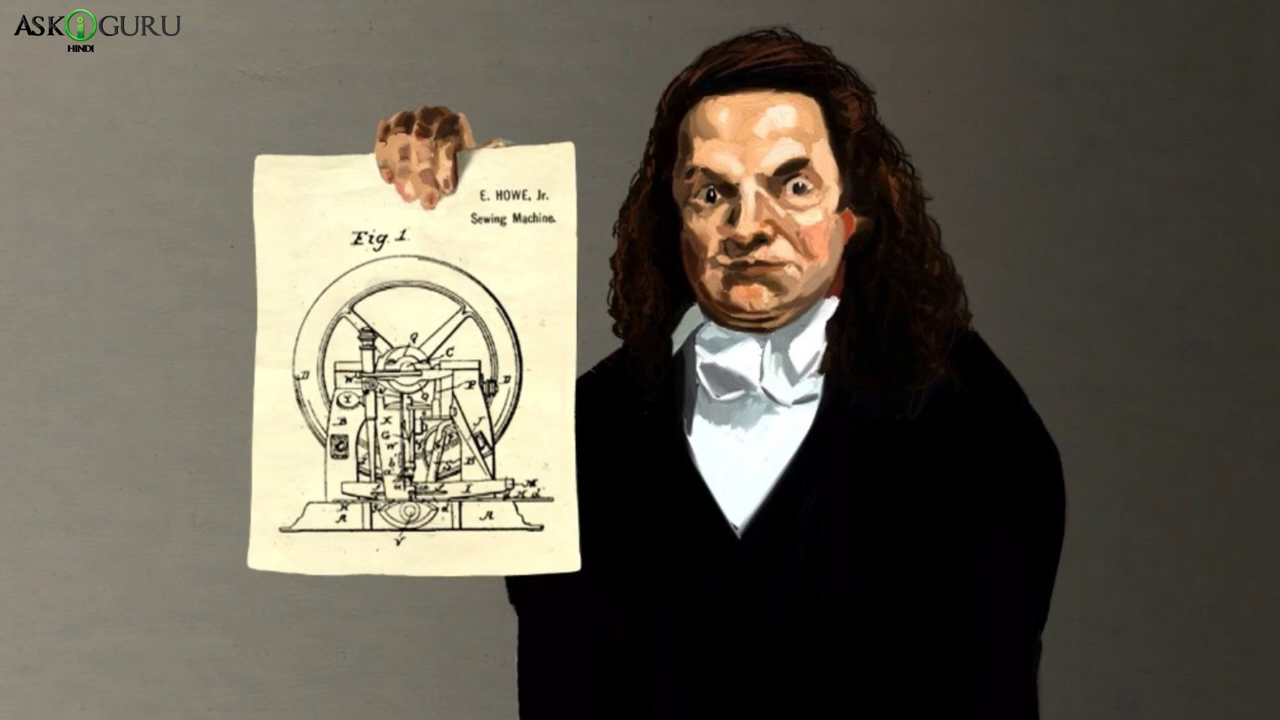 ASK i GURU
HINDI
E. HOWE, Jr.
Sewing Machine.
Fig. 1.